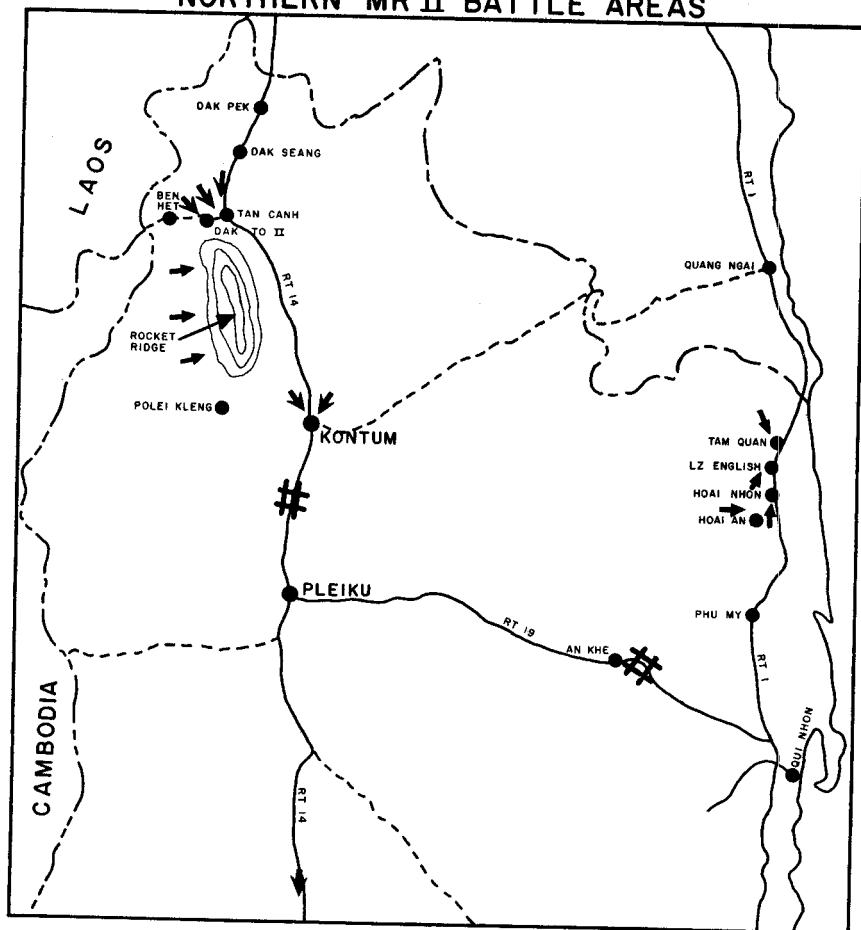 NORTHERN MR II BATTLE AREAS
DAK PEK
LAOS
DAK SEANG
RT 1
BEN
HET
TAN CANH
DAK TO II
QUANG NGAI
RT 14
ROCKET
RIDGE
POLEI KLENG
KONTUM
TAM QUAN
LZ ENGLISH
HOAI NHON
HOAI AN
PLEIKU
PHU MY
RT 19
AN KHE
RT 1
CAMBODIA
QUI NHON
RT 14